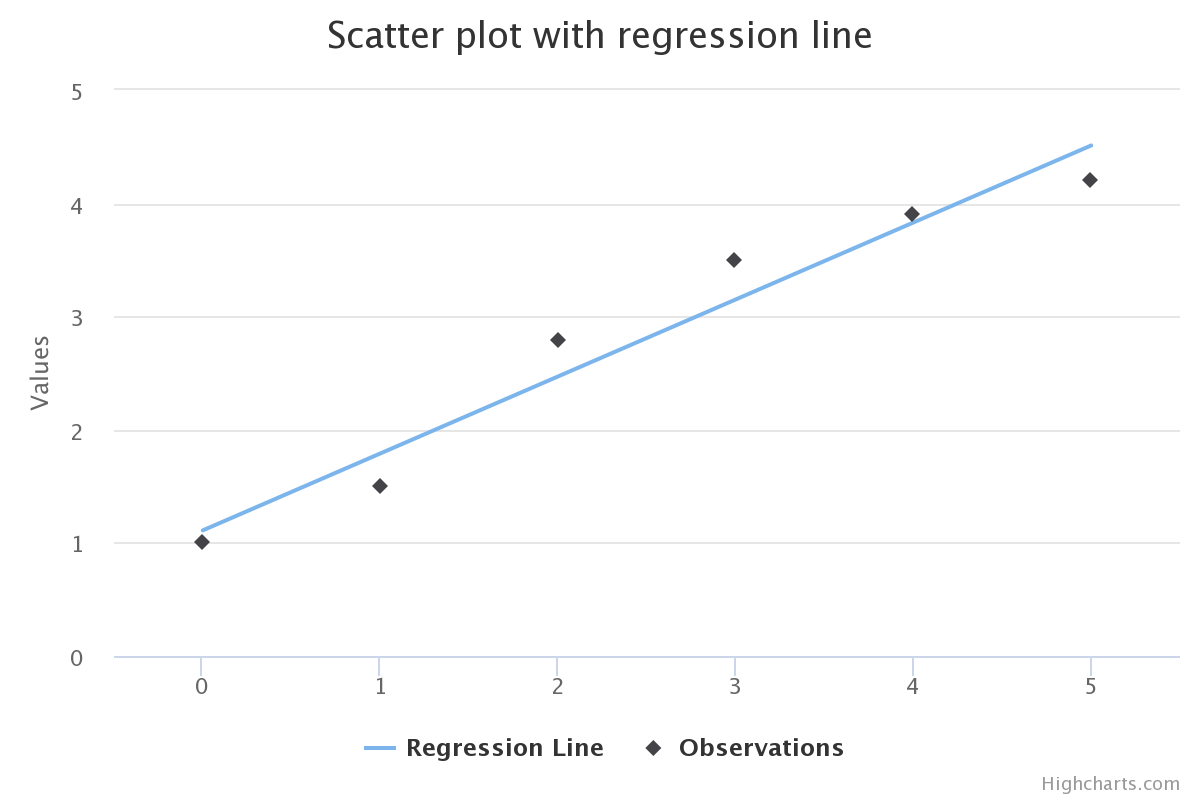 Scatter plot with regression line
Values
5
4
3
2
1
0
0 1 2 3 4 5
Regression Line Observations
Highcharts.com